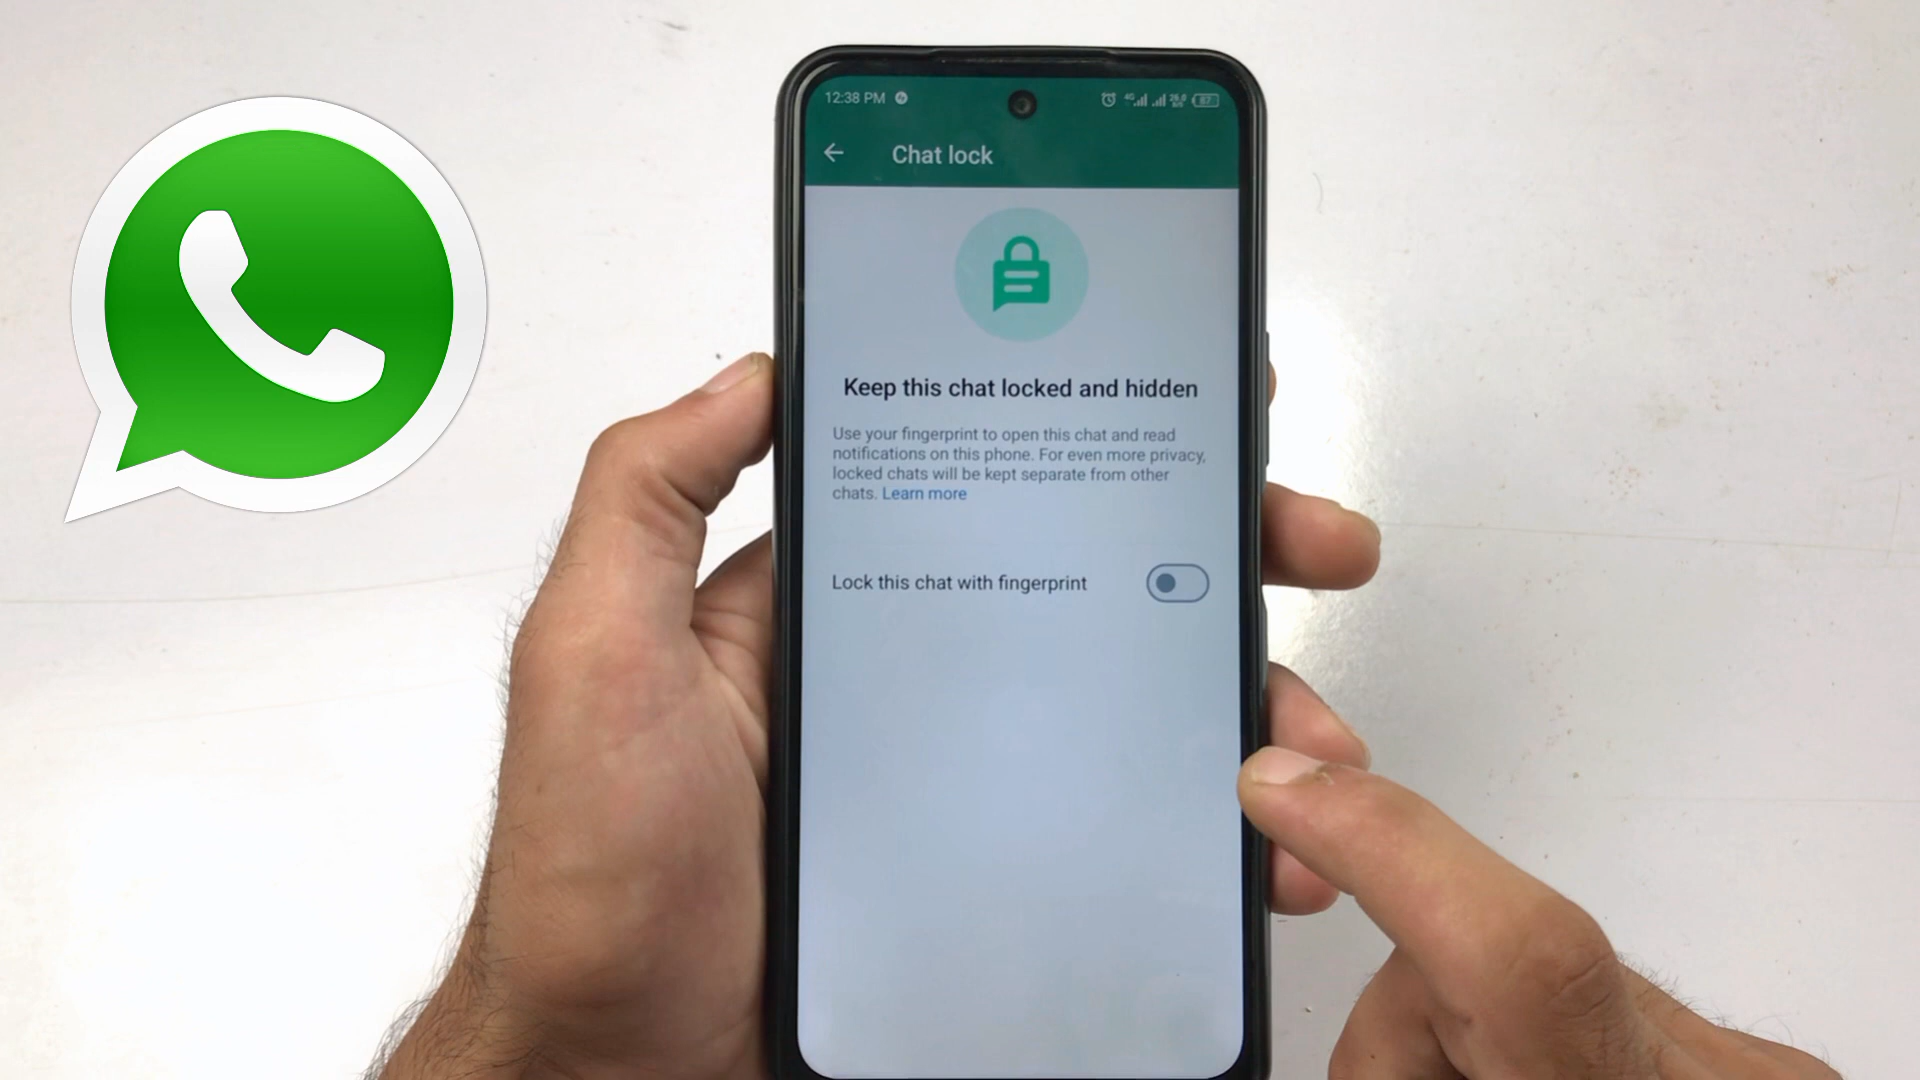 12:38 PM
4G
87
Chat lock
Keep this chat locked and hidden
Use your fingerprint to open this chat and read
notifications on this phone. For even more privacy,
locked chats will be kept separate from other
chats. Learn more
Lock this chat with fingerprint